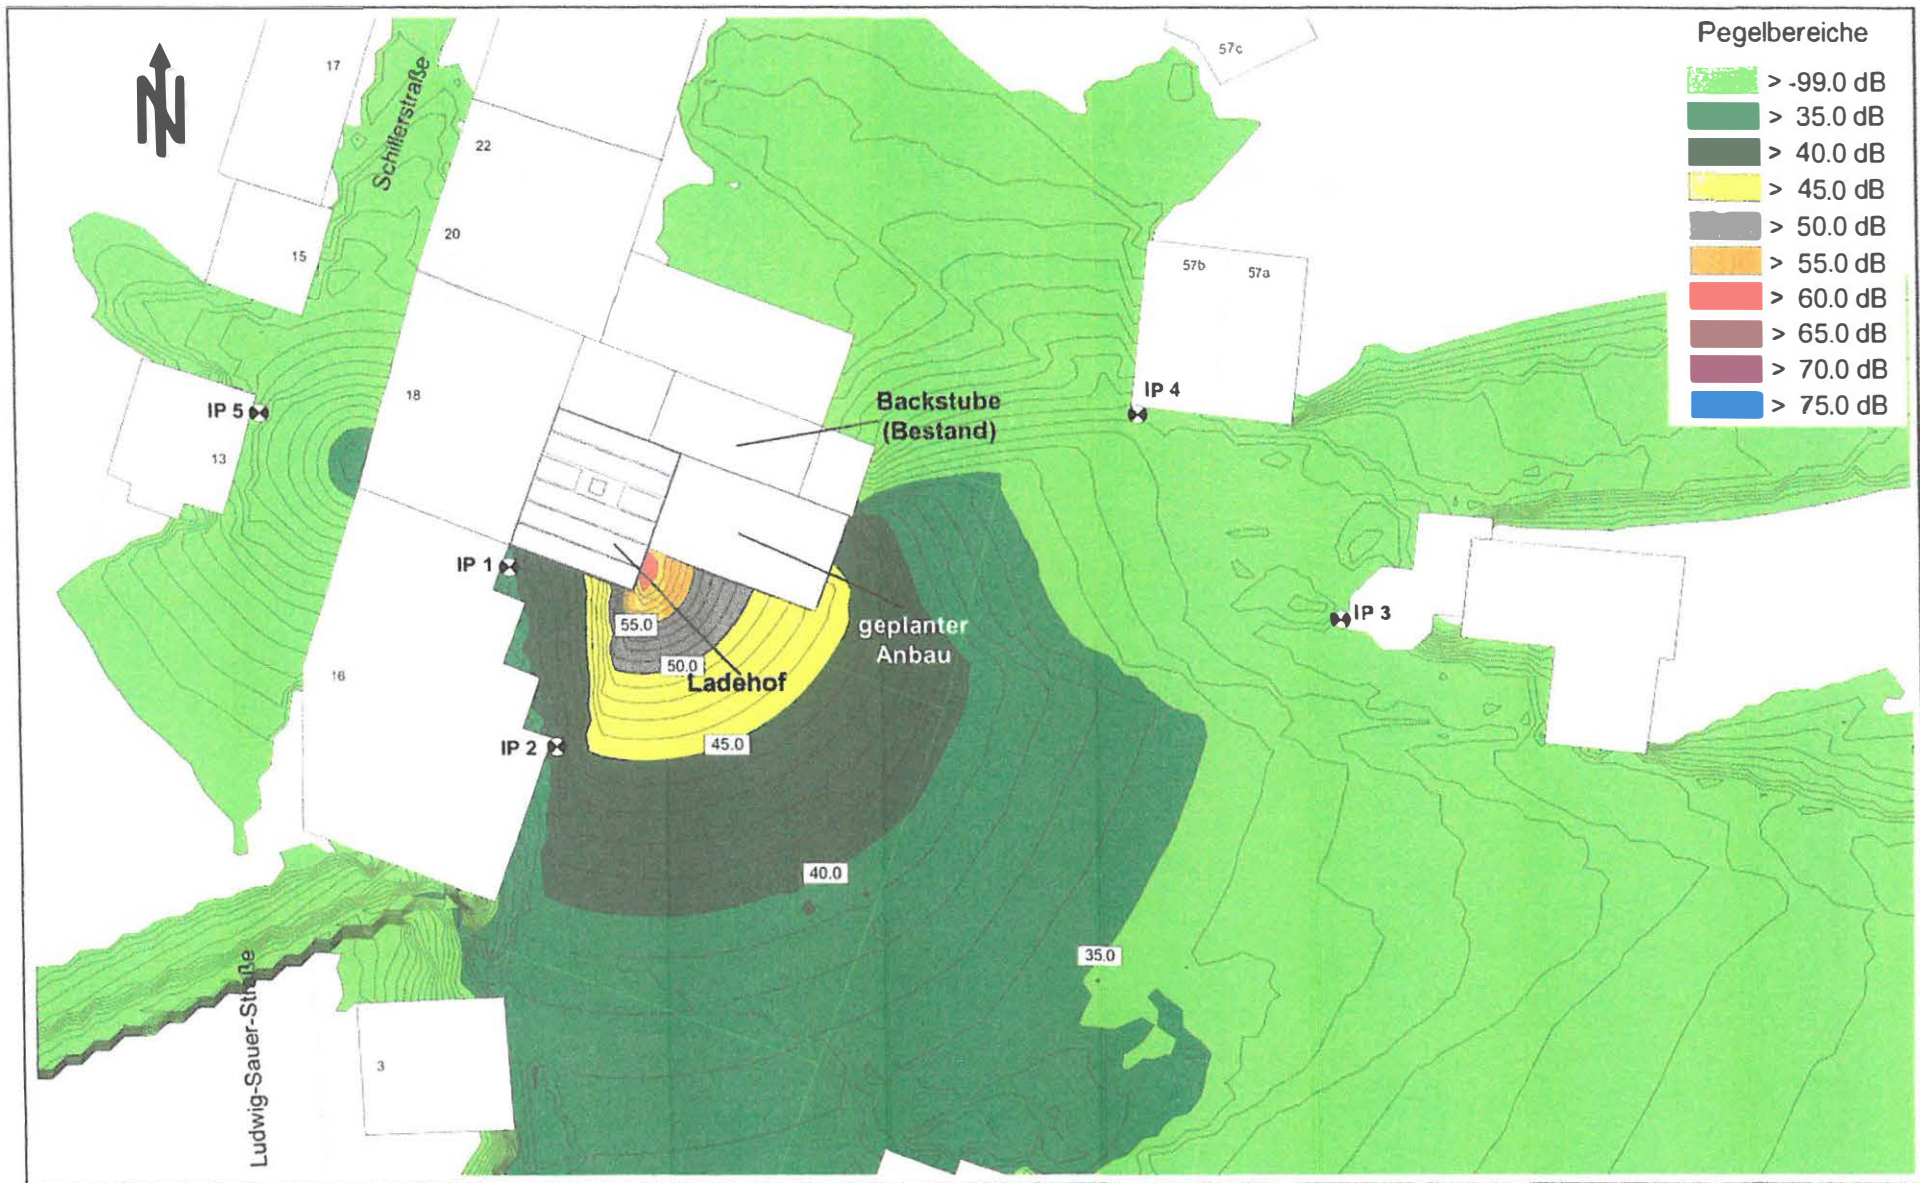 Pegelbereiche
> -99.0 dB
> 35.0 dB
> 40.0 dB
> 45.0 dB
> 50.0 dB
> 55.0 dB
> 60.0 dB
> 65.0 dB
> 70.0 dB
> 75.0 dB
N
17
Schillerstraße
57c
22
20
15
57b
57a
18
IP 5
IP 4
Backstube
(Bestand)
13
IP 1
IP 3
55.0
geplanter
Anbau
50.0
Ladehof
16
IP 2
45.0
40.0
35.0
Ludwig-Sauer-Straße
3